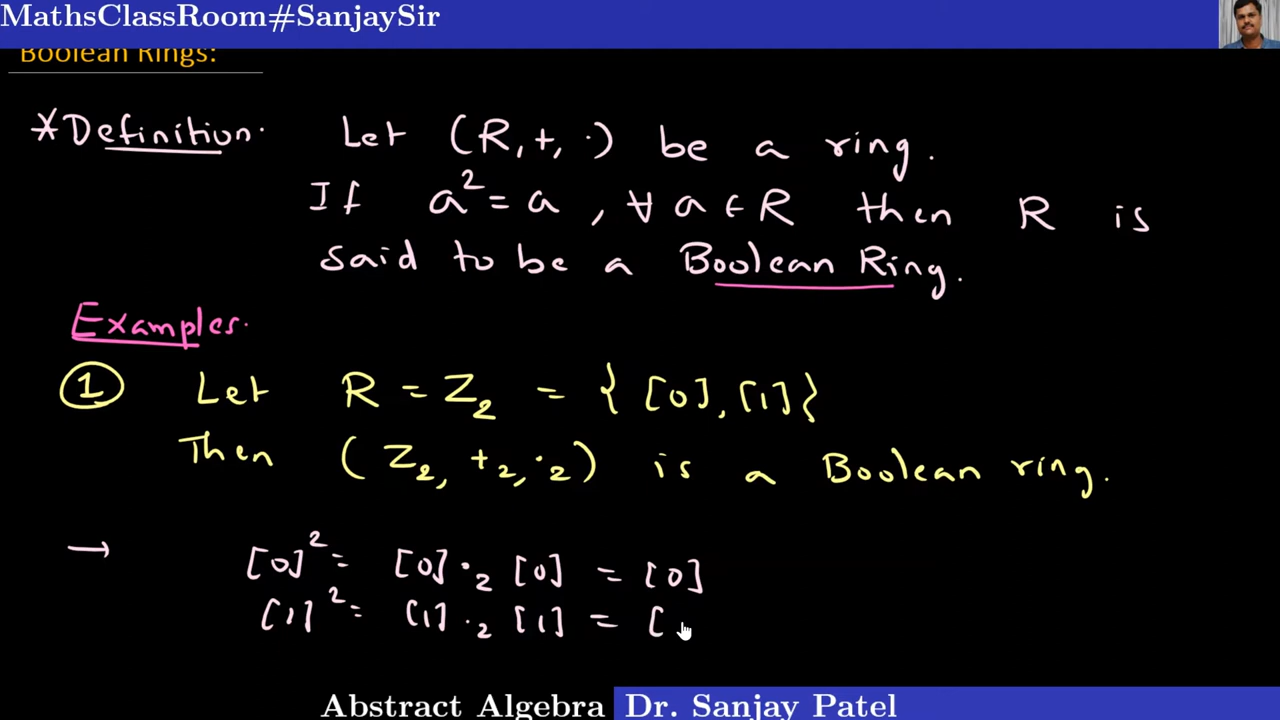 MathsClassRoom#SanjaySir
Boolean Rings:
*Definition. Let (R, +, ·) be a ring.
If a² = a, ∀ a ∈ R then R is
said to be a Boolean Ring.
Examples.
① Let R = Z₂ = { [0], [1] }
Then (Z₂, +₂, ·₂) is a Boolean ring.
→ [0]² = [0] ·₂ [0] = [0]
[1]² = [1] ·₂ [1] = [
Abstract Algebra Dr. Sanjay Patel